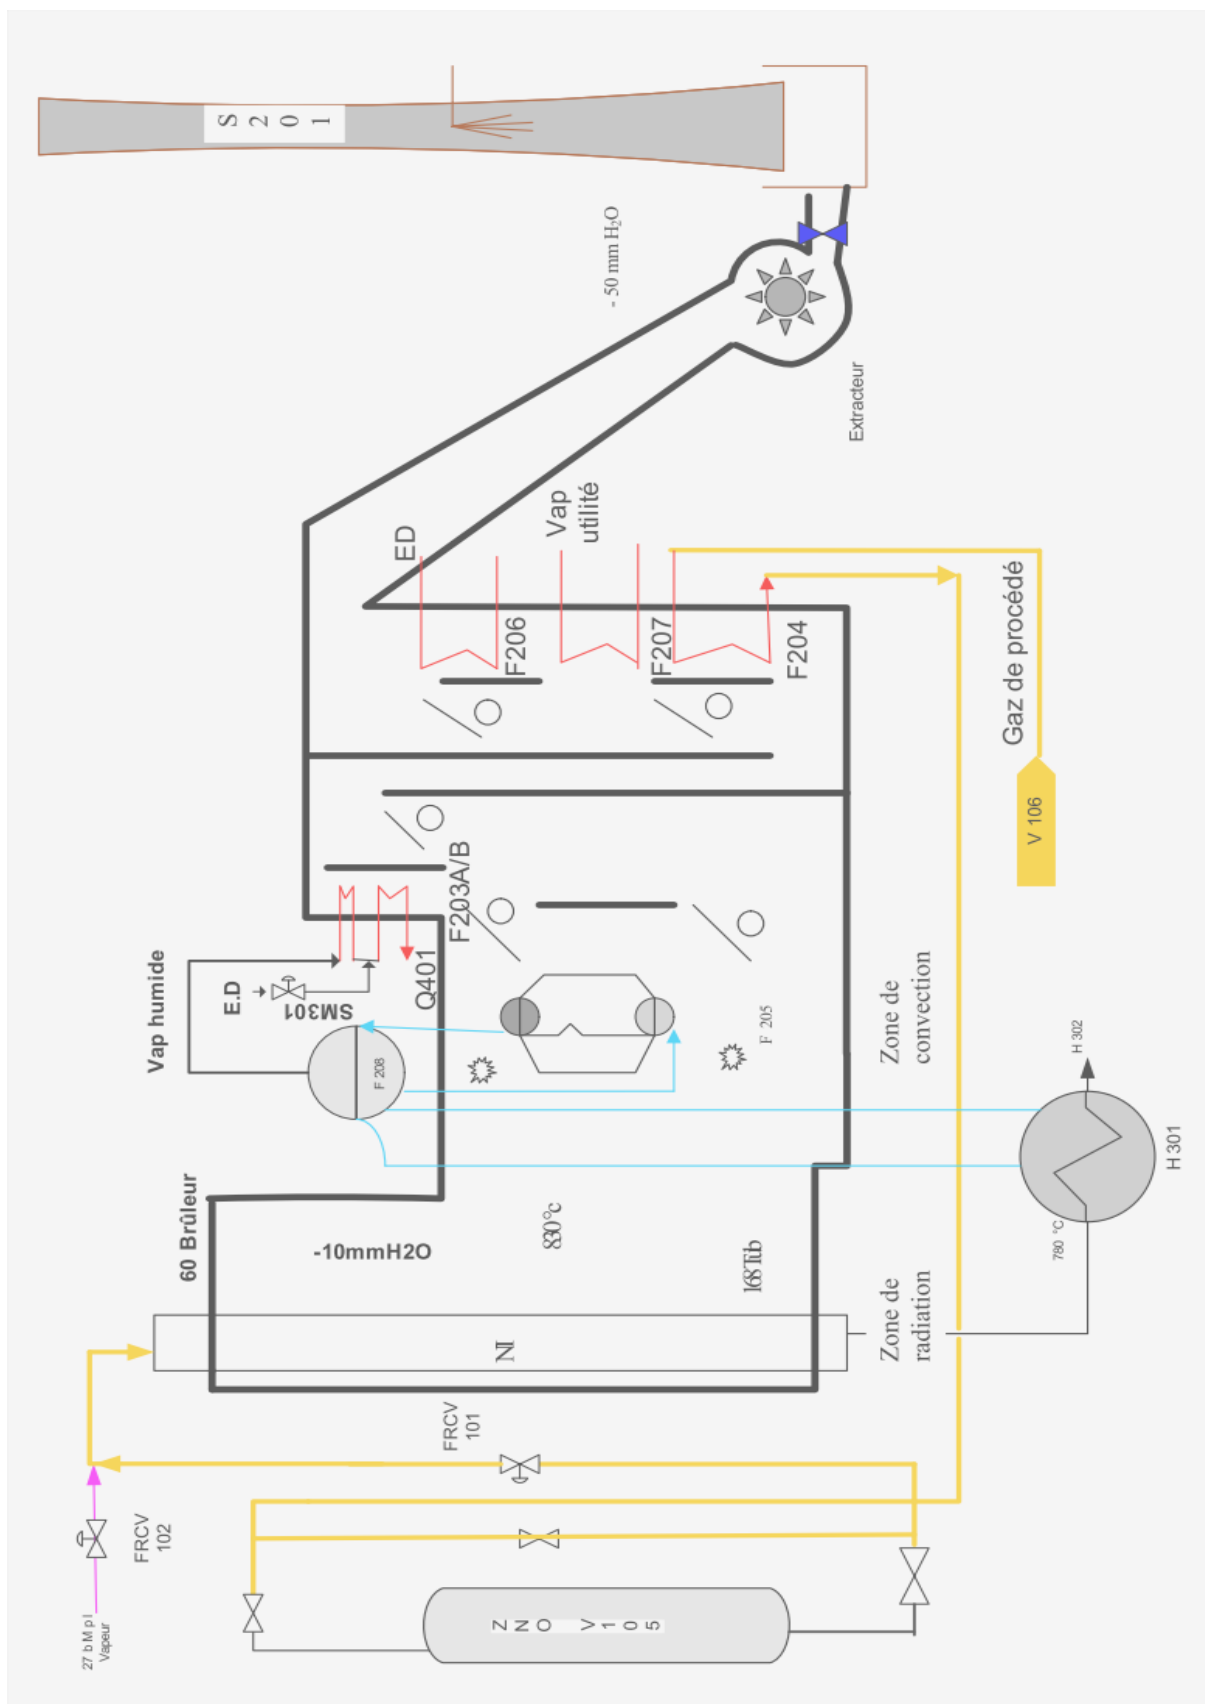 S 2 0 1
- 50 mm H₂O
Extracteur
ED
Vap
utilité
F206
F207
F204
Gaz de procédé
V 106
F203A/B
Q401
Vap humide
E.D
SM301
F 208
F 205
Zone de
convection
H 302
H 301
780 °C
60 Brûleur
-10mmH2O
830°c
168Tub
Zone de
radiation
NI
FRCV
101
FRCV
102
27 b M p I
Vapeur
Z N O V 1 0 5